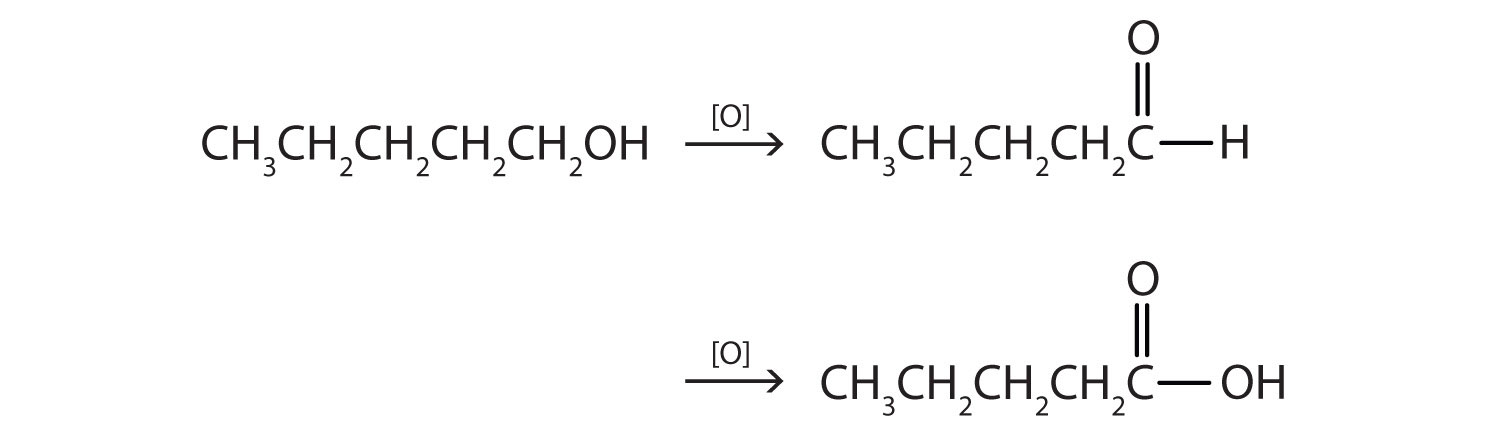 O
[O]
CH₃CH₂CH₂CH₂CH₂OH CH₃CH₂CH₂CH₂C—H
O
[O]
CH₃CH₂CH₂CH₂C—OH